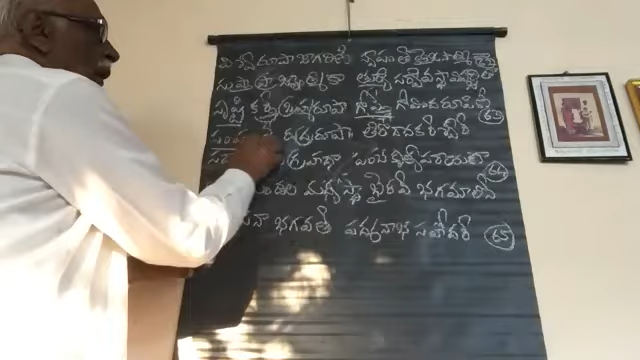 విశ్వరూపా జాగరిణీ స్వపంతీ తైజసాత్మికా
సుప్తా ప్రాజ్ఞాత్మికా తుర్యా సర్వావస్థావివర్జితా
సృష్టి కర్త్రీ బ్రహ్మరూపా గోప్త్రీ గోవిందరూపిణీ 63
రుద్రరూపా
గ్రహదా పంచకృత్యపరాయణా 64
మధ్యస్థా భైరవీ భగమాలినీ
భగవతీ పద్మనాభ సహోదరీ 65